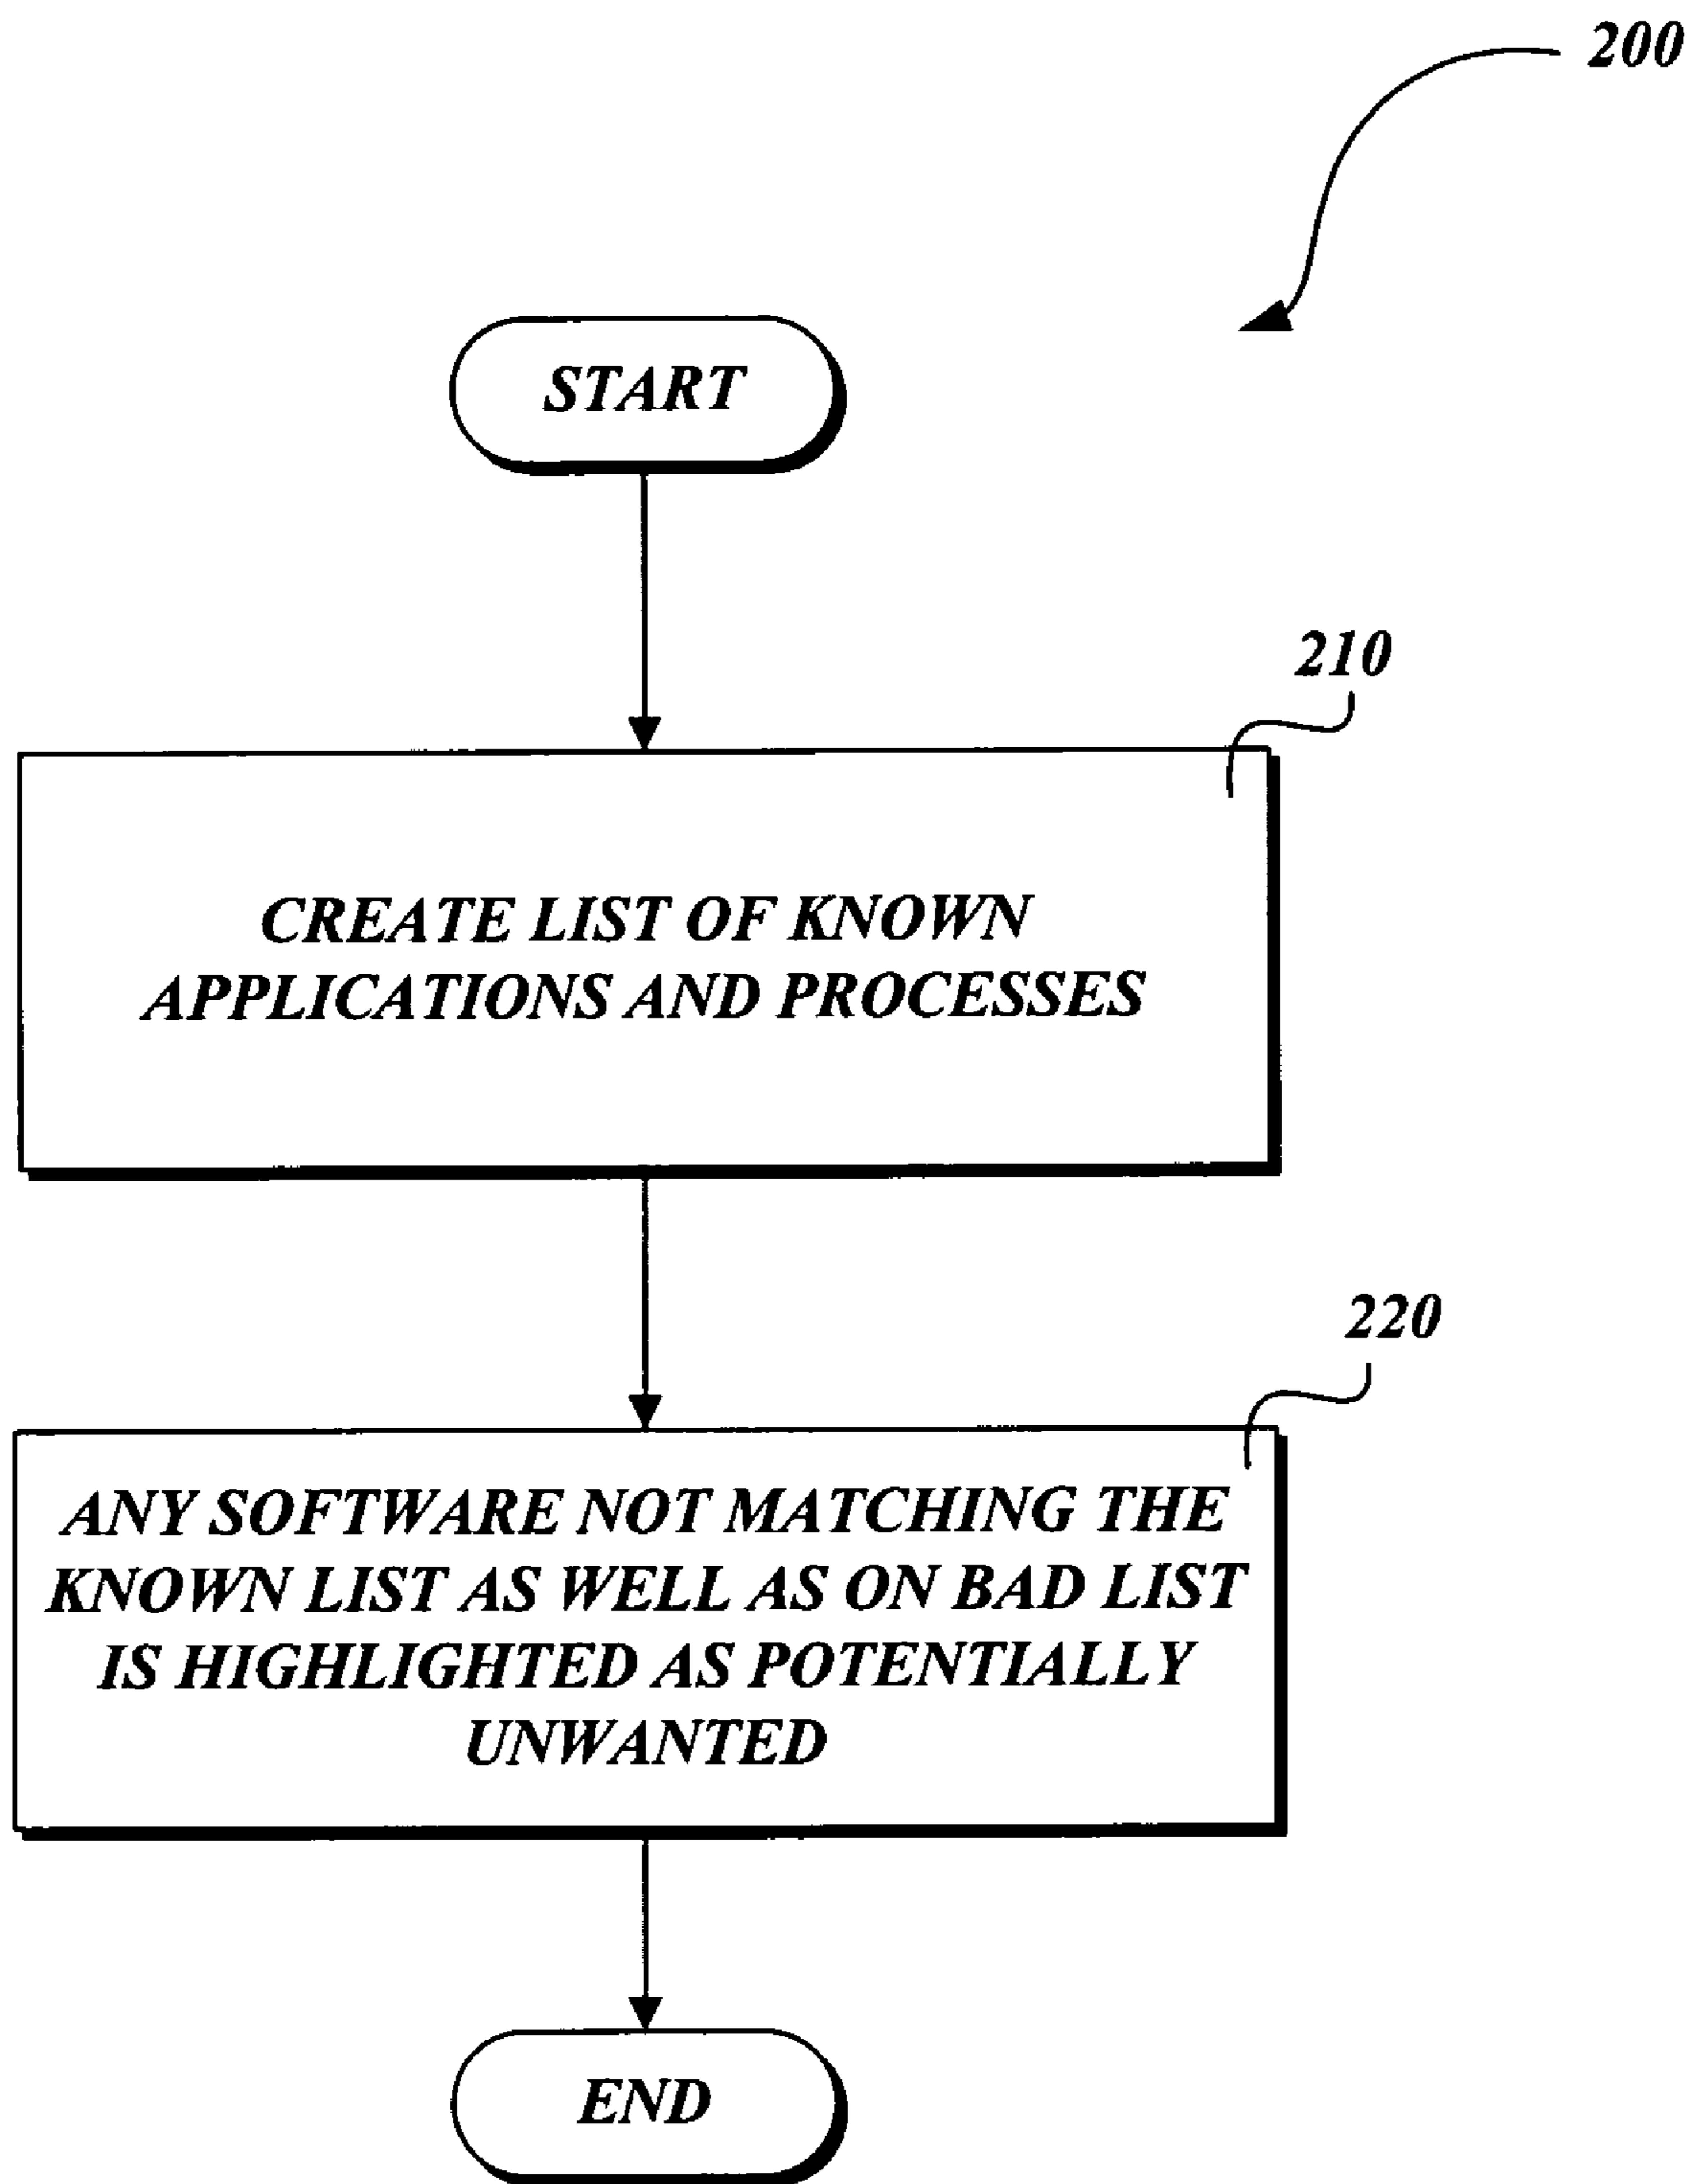 200
START
210
CREATE LIST OF KNOWN
APPLICATIONS AND PROCESSES
220
ANY SOFTWARE NOT MATCHING THE
KNOWN LIST AS WELL AS ON BAD LIST
IS HIGHLIGHTED AS POTENTIALLY
UNWANTED
END